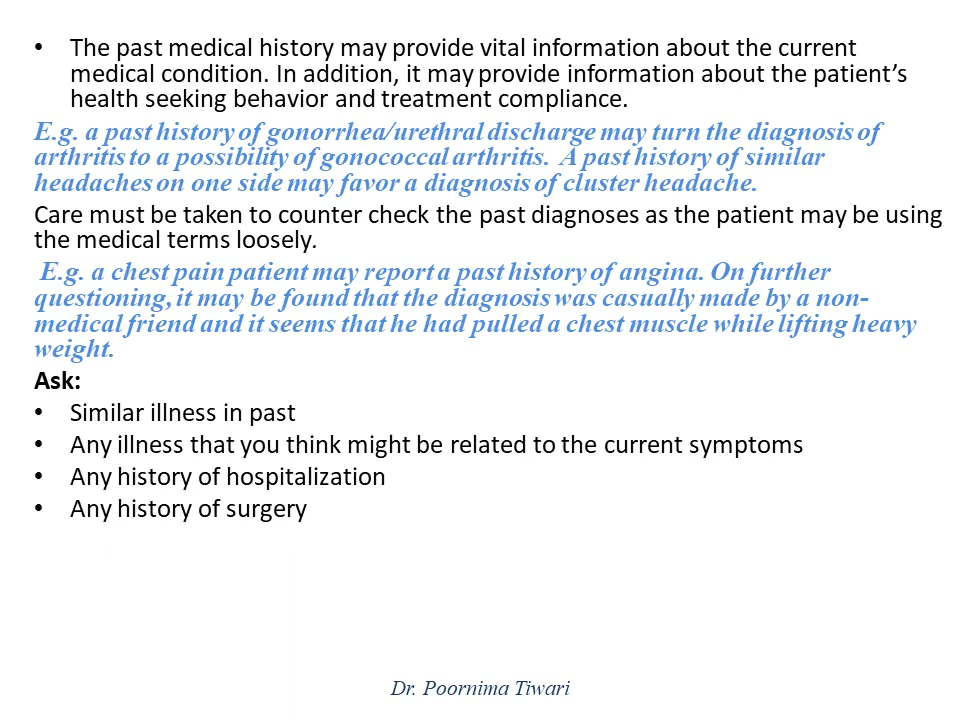 • The past medical history may provide vital information about the current
medical condition. In addition, it may provide information about the patient’s
health seeking behavior and treatment compliance.
E.g. a past history of gonorrhea/urethral discharge may turn the diagnosis of
arthritis to a possibility of gonococcal arthritis. A past history of similar
headaches on one side may favor a diagnosis of cluster headache.
Care must be taken to counter check the past diagnoses as the patient may be using
the medical terms loosely.
E.g. a chest pain patient may report a past history of angina. On further
questioning, it may be found that the diagnosis was casually made by a non-
medical friend and it seems that he had pulled a chest muscle while lifting heavy
weight.
Ask:
• Similar illness in past
• Any illness that you think might be related to the current symptoms
• Any history of hospitalization
• Any history of surgery
Dr. Poornima Tiwari